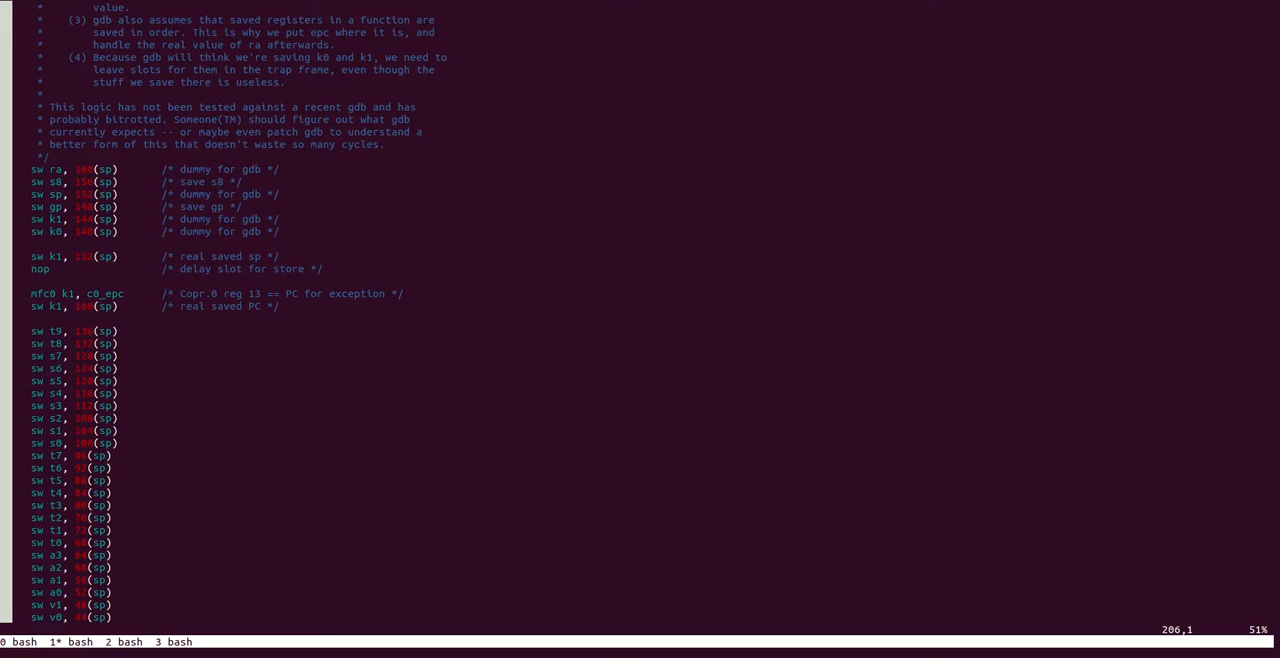 *        value.
*    (3) gdb also assumes that saved registers in a function are
*        saved in order. This is why we put epc where it is, and
*        handle the real value of ra afterwards.
*    (4) Because gdb will think we're saving k0 and k1, we need to
*        leave slots for them in the trap frame, even though the
*        stuff we save there is useless.
*
* This logic has not been tested against a recent gdb and has
* probably bitrotted. Someone(TM) should figure out what gdb
* currently expects -- or maybe even patch gdb to understand a
* better form of this that doesn't waste so many cycles.
*/
sw ra, 160(sp)       /* dummy for gdb */
sw s8, 156(sp)       /* save s8 */
sw sp, 152(sp)       /* dummy for gdb */
sw gp, 148(sp)       /* save gp */
sw k1, 144(sp)       /* dummy for gdb */
sw k0, 140(sp)       /* dummy for gdb */
sw k1, 152(sp)       /* real saved sp */
nop                  /* delay slot for store */
mfc0 k1, c0_epc      /* Copr.0 reg 13 == PC for exception */
sw k1, 160(sp)       /* real saved PC */
sw t9, 136(sp)
sw t8, 132(sp)
sw s7, 128(sp)
sw s6, 124(sp)
sw s5, 120(sp)
sw s4, 116(sp)
sw s3, 112(sp)
sw s2, 108(sp)
sw s1, 104(sp)
sw s0, 100(sp)
sw t7, 96(sp)
sw t6, 92(sp)
sw t5, 88(sp)
sw t4, 84(sp)
sw t3, 80(sp)
sw t2, 76(sp)
sw t1, 72(sp)
sw t0, 68(sp)
sw a3, 64(sp)
sw a2, 60(sp)
sw a1, 56(sp)
sw a0, 52(sp)
sw v1, 48(sp)
sw v0, 44(sp)
206,1          51%
0 bash  1* bash  2 bash  3 bash